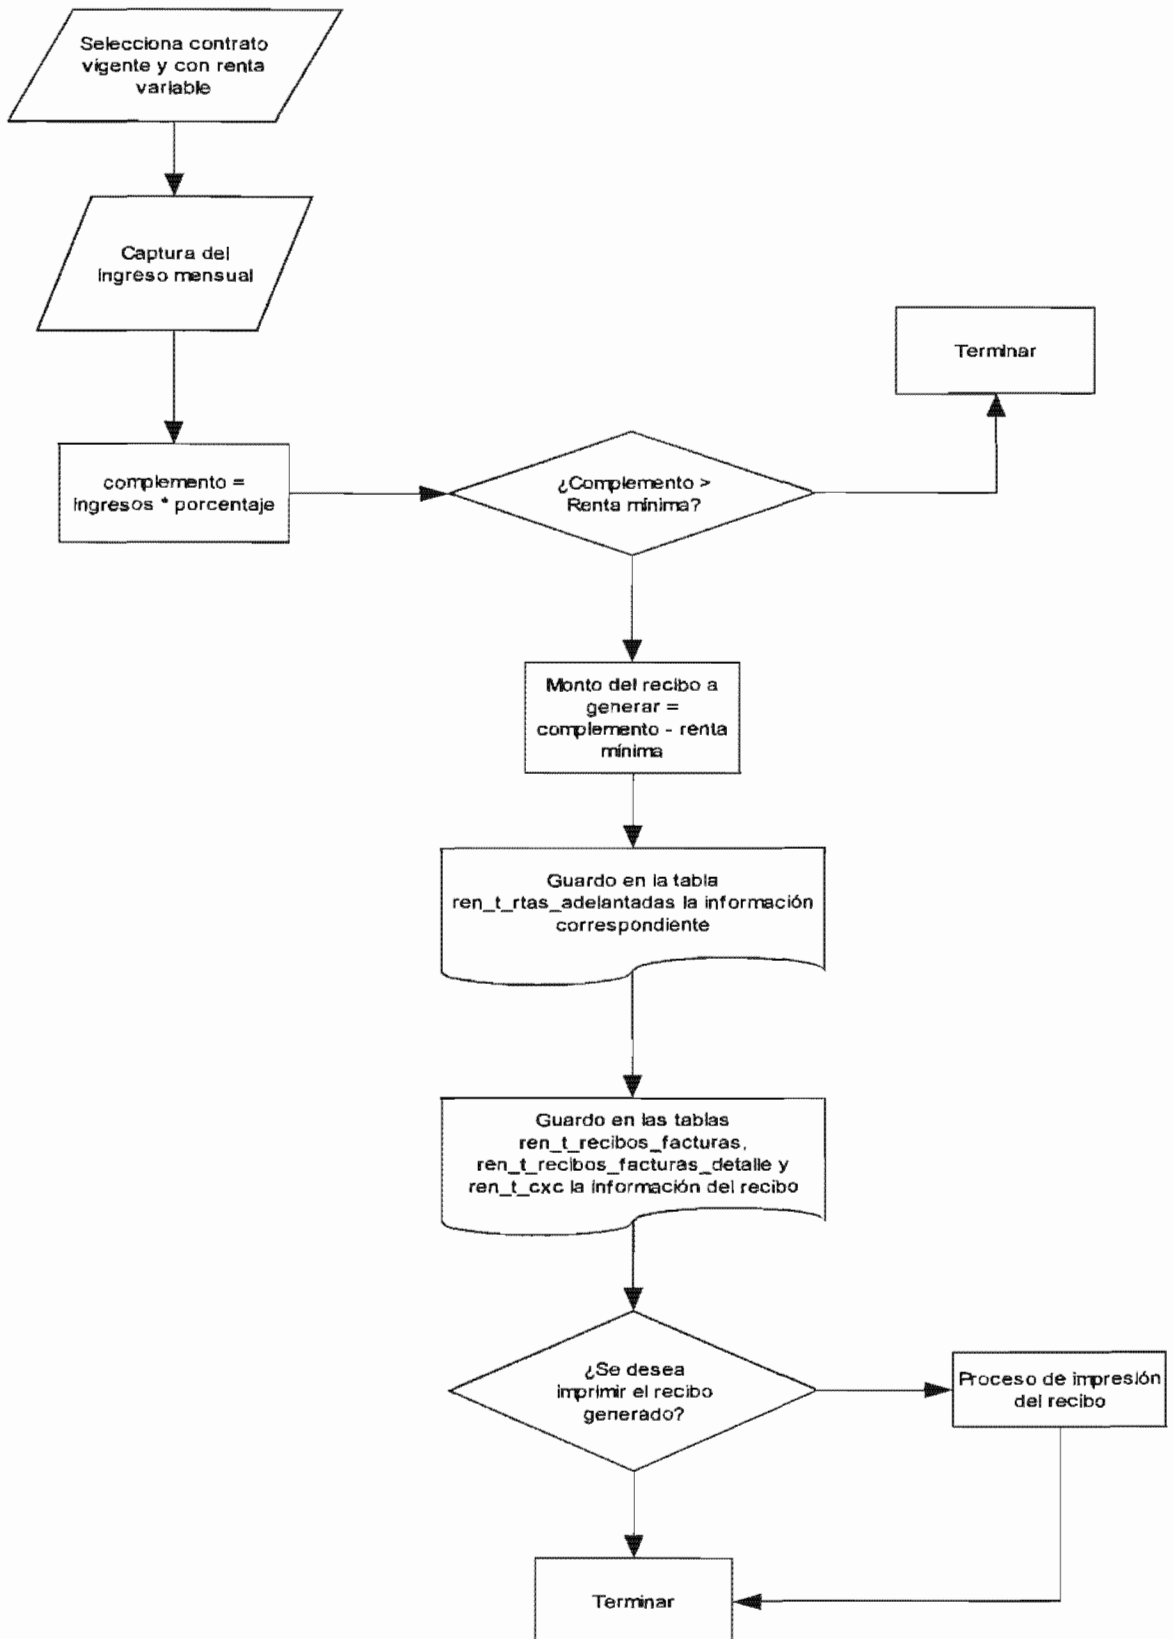 Selecciona contrato
vigente y con renta
variable
Captura del
ingreso mensual
Terminar
complemento =
ingresos * porcentaje
¿Complemento >
Renta mínima?
Monto del recibo a
generar =
complemento - renta
mínima
Guardo en la tabla
ren_t_rtas_adelantadas la información
correspondiente
Guardo en las tablas
ren_t_recibos_facturas,
ren_t_recibos_facturas_detalle y
ren_t_cxc la información del recibo
¿Se desea
imprimir el recibo
generado?
Proceso de impresión
del recibo
Terminar